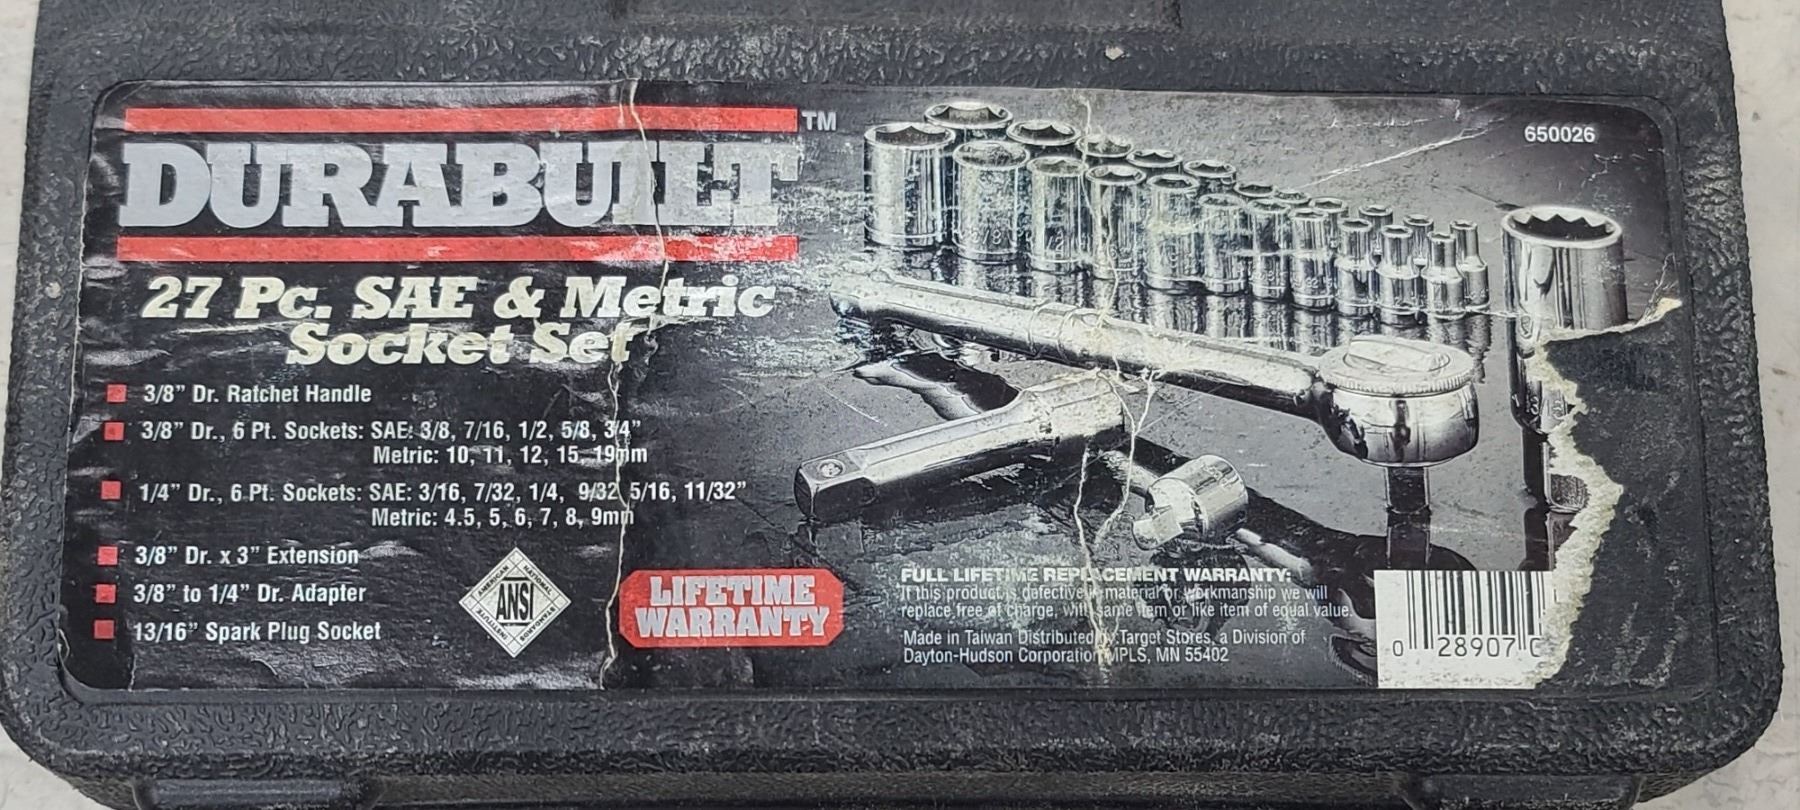 DURABUILT™
650026
27 Pc. SAE & Metric
Socket Set
3/8" Dr. Ratchet Handle
3/8" Dr., 6 Pt. Sockets: SAE: 3/8, 7/16, 1/2, 5/8, 3/4"
Metric: 10, 11, 12, 15, 19mm
1/4" Dr., 6 Pt. Sockets: SAE: 3/16, 7/32, 1/4, 9/32, 5/16, 11/32"
Metric: 4.5, 5, 6, 7, 8, 9mm
3/8" Dr. x 3" Extension
3/8" to 1/4" Dr. Adapter
13/16" Spark Plug Socket
AMERICAN NATIONAL
ANSI
STANDARDS INSTITUTE
LIFETIME
WARRANTY
FULL LIFETIME REPLACEMENT WARRANTY:
If this product is defective in material or workmanship we will
replace free of charge, with same item or like item of equal value.
Made in Taiwan Distributed by: Target Stores, a Division of
Dayton-Hudson Corporation MPLS, MN 55402
0 28907 0